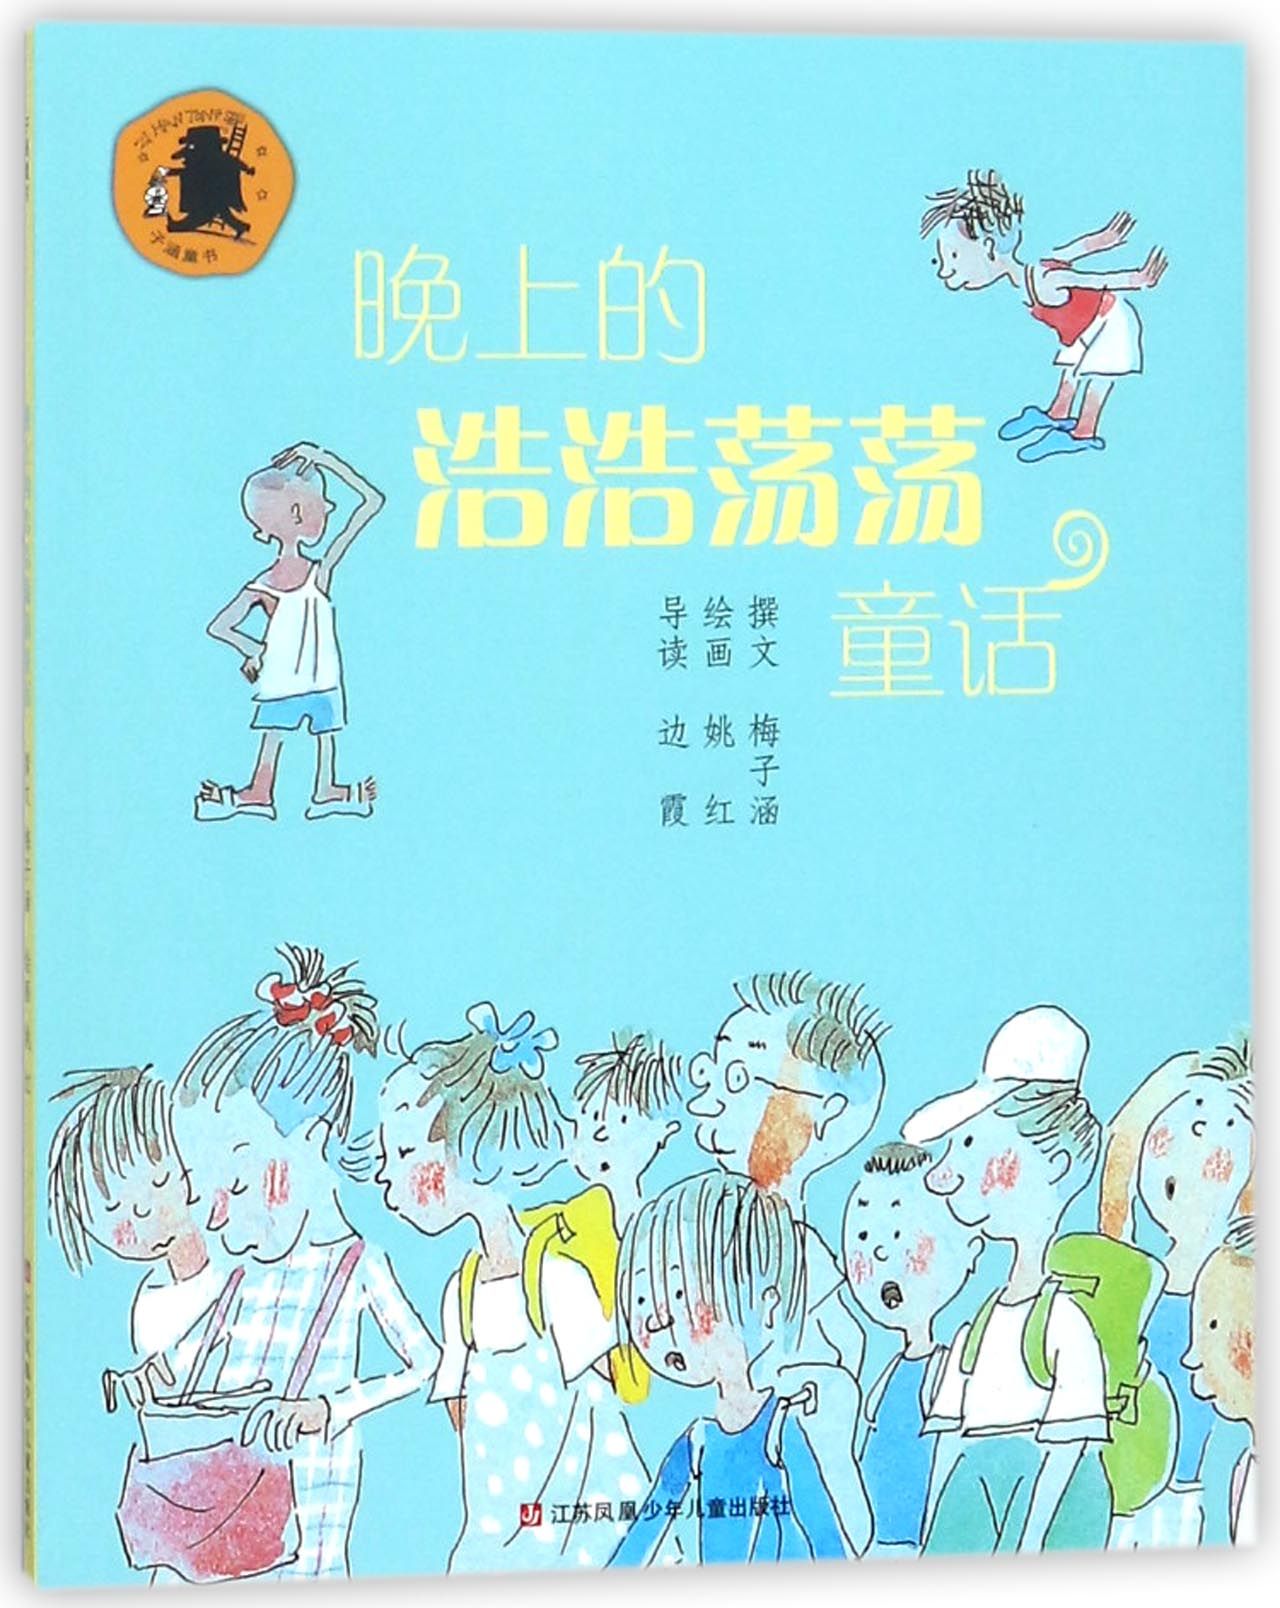 子涵童书
晚上的
浩浩荡荡
童话
撰文 梅子涵
绘画 姚红
导读 边霞
江苏凤凰少年儿童出版社